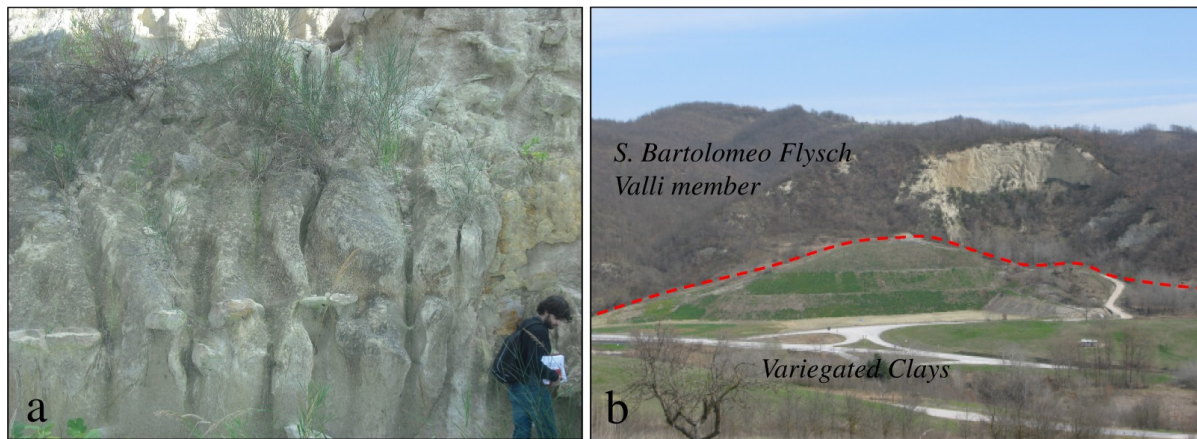 a
S. Bartolomeo Flysch
Valli member
Variegated Clays
b